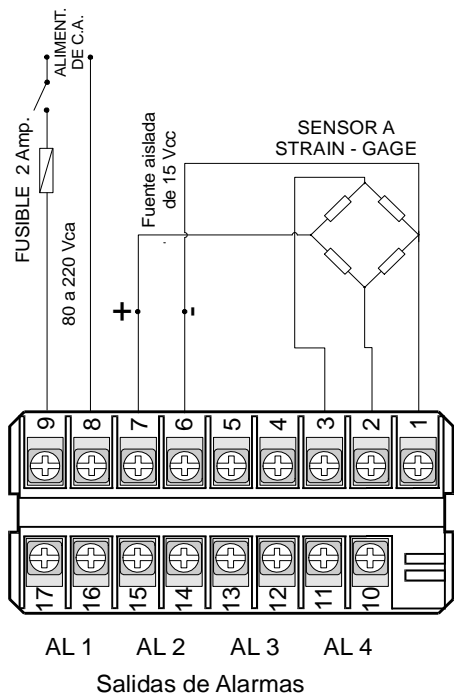 ALIMENT.
DE C.A.
FUSIBLE 2 Amp.
80 a 220 Vca
Fuente aislada
de 15 Vcc
SENSOR A
STRAIN - GAGE
+ -
9 8 7 6 5 4 3 2 1
17 16 15 14 13 12 11 10
AL 1 AL 2 AL 3 AL 4
Salidas de Alarmas